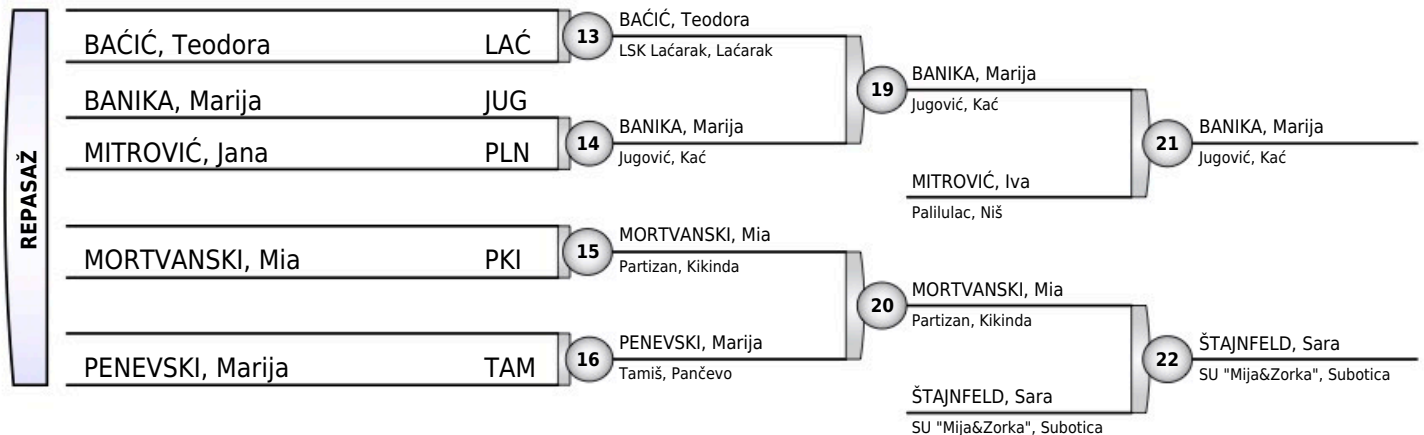 REPASAŽ
BAĆIĆ, Teodora LAĆ
BANIKA, Marija JUG
MITROVIĆ, Jana PLN
MORTVANSKI, Mia PKI
PENEVSKI, Marija TAM
13
BAĆIĆ, Teodora
LSK Laćarak, Laćarak
14
BANIKA, Marija
Jugović, Kać
15
MORTVANSKI, Mia
Partizan, Kikinda
16
PENEVSKI, Marija
Tamiš, Pančevo
19
BANIKA, Marija
Jugović, Kać
MITROVIĆ, Iva
Palilulac, Niš
20
MORTVANSKI, Mia
Partizan, Kikinda
ŠTAJNFELD, Sara
SU "Mija&Zorka", Subotica
21
BANIKA, Marija
Jugović, Kać
22
ŠTAJNFELD, Sara
SU "Mija&Zorka", Subotica